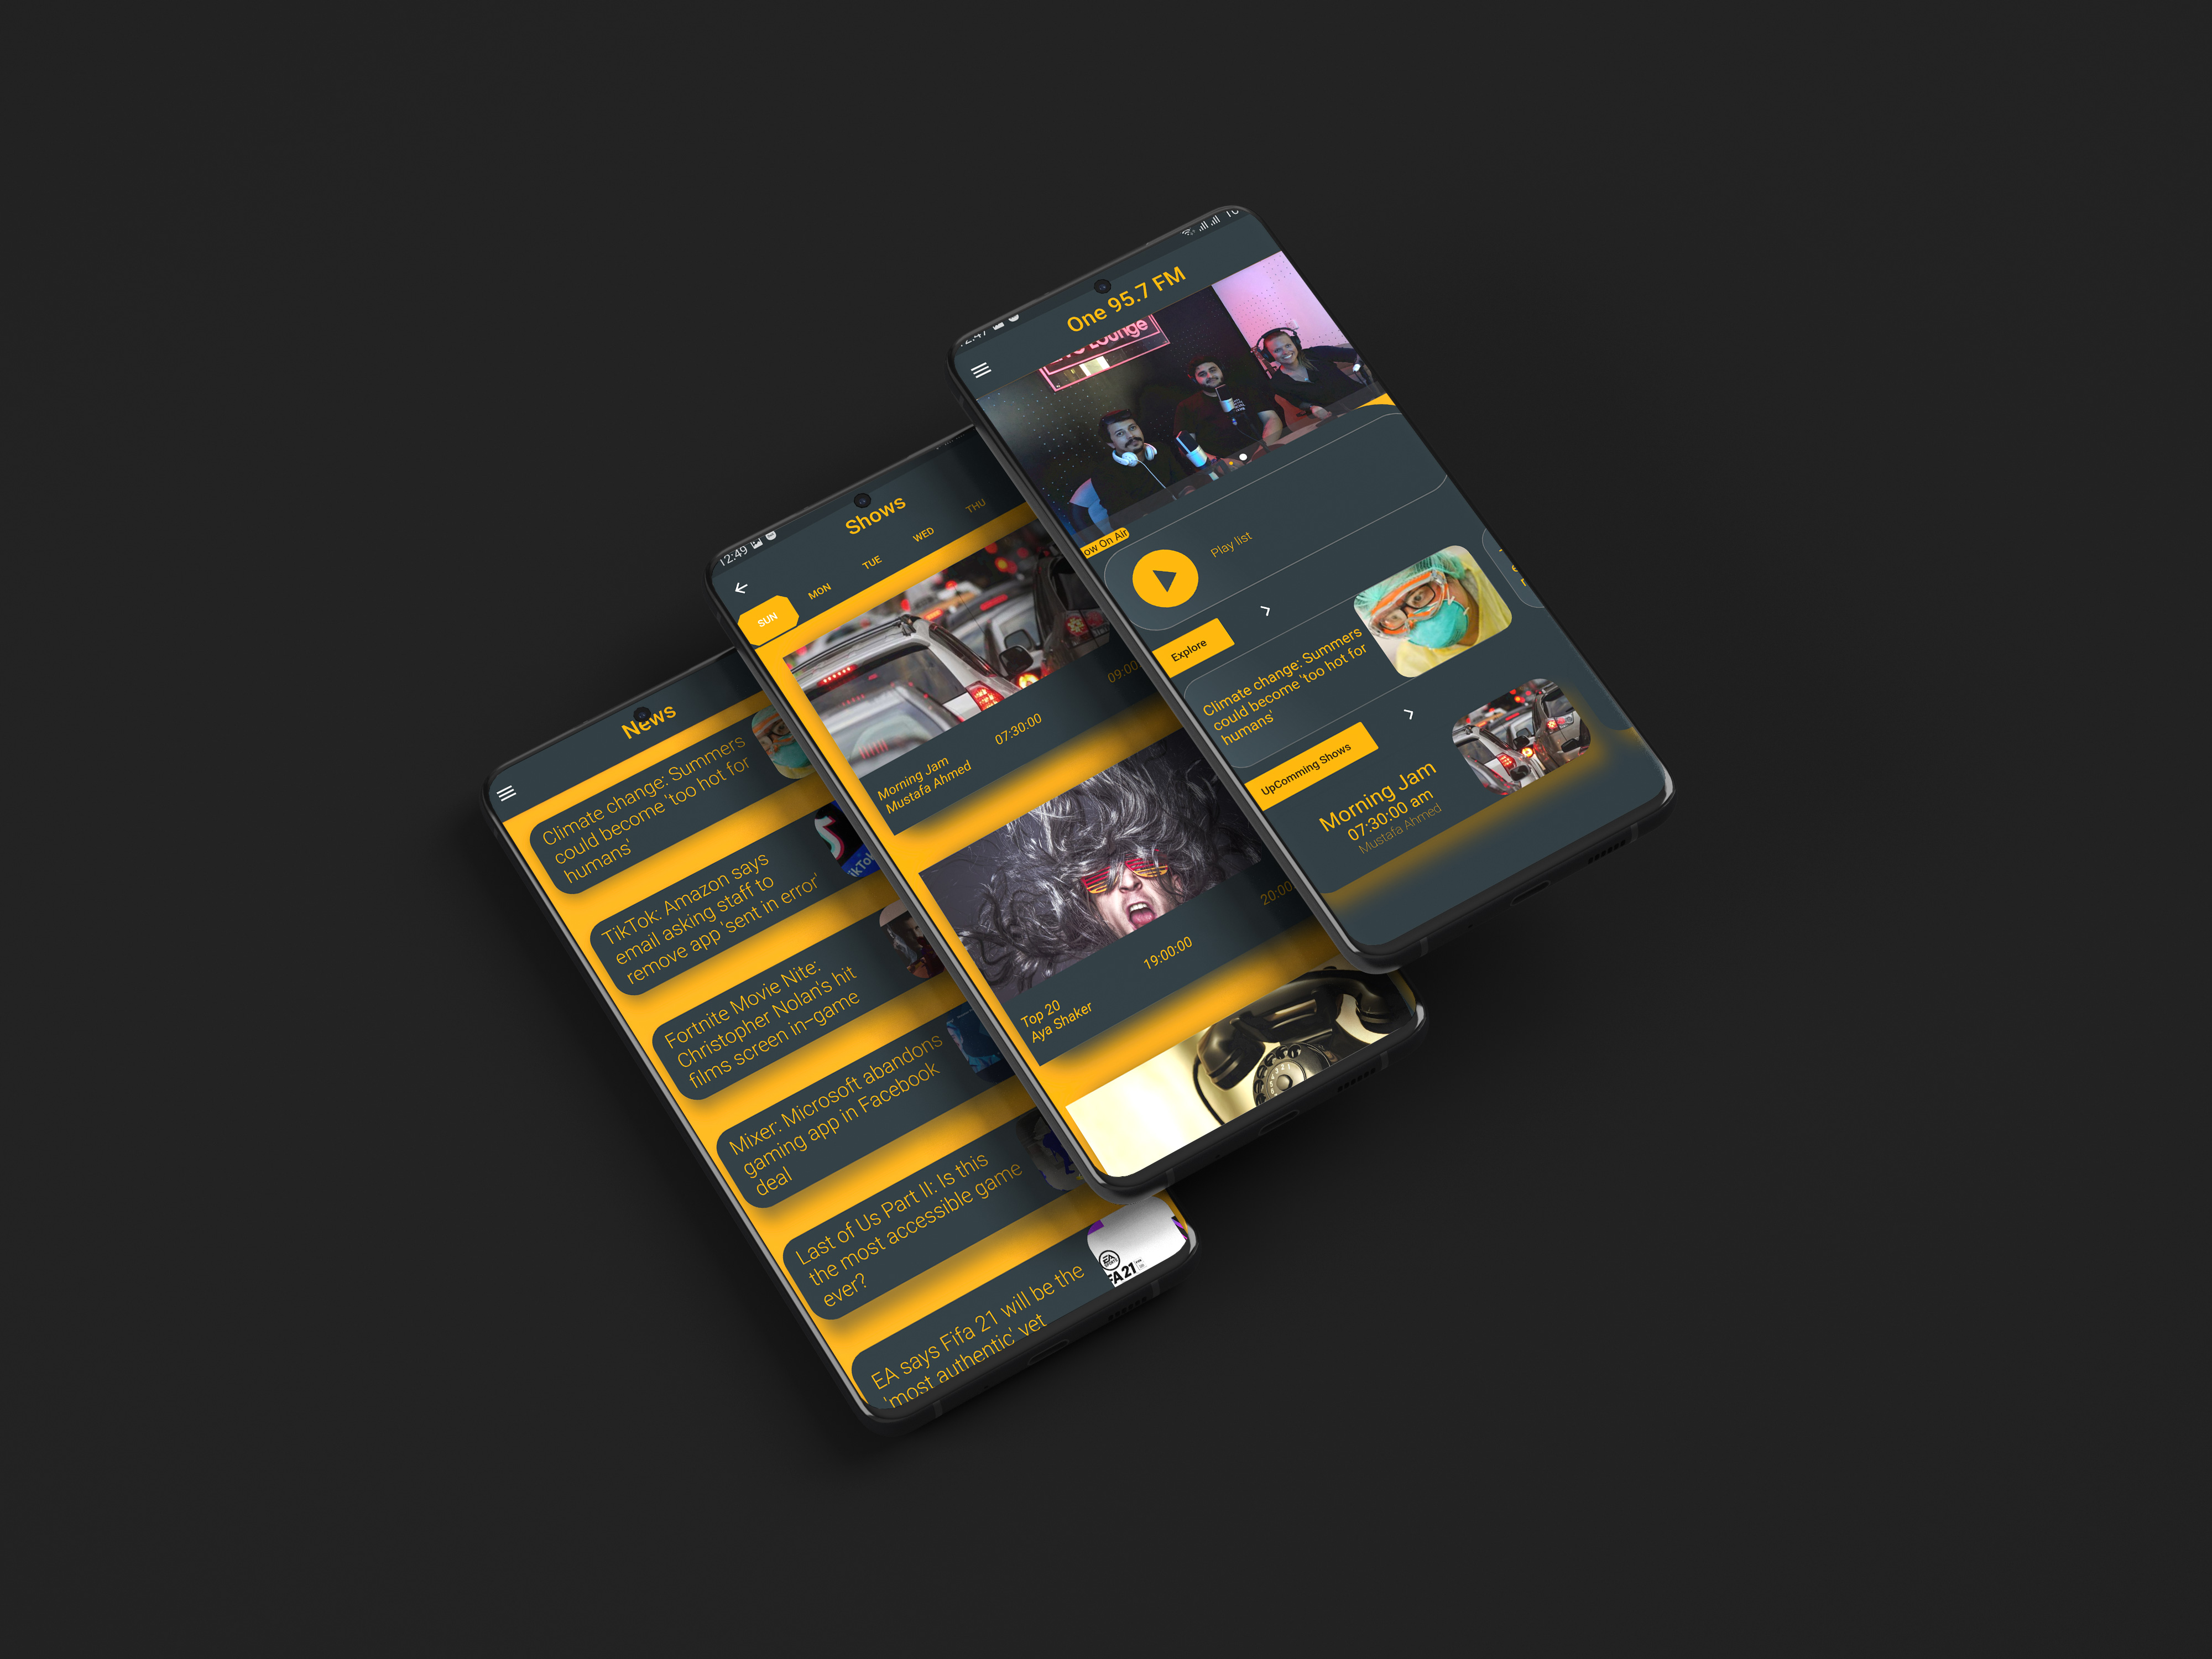 News
Climate change: Summers
could become 'too hot for
humans'
TikTok: Amazon says
email asking staff to
remove app 'sent in error'
Fortnite Movie Nite:
Christopher Nolan's hit
films screen in-game
Mixer: Microsoft abandons
gaming app in Facebook
deal
Last of Us Part II: Is this
the most accessible game
ever?
EA says Fifa 21 will be the
'most authentic' yet
12:49
Shows
SUN
MON
TUE
WED
THU
Morning Jam
Mustafa Ahmed
07:30:00
09:00
Top 20
Aya Shaker
19:00:00
20:00
One 95.7 FM
Lounge
ow On Air
Play list
Explore
Climate change: Summers
could become 'too hot for
humans'
UpComming Shows
Morning Jam
07:30:00 am
Mustafa Ahmed